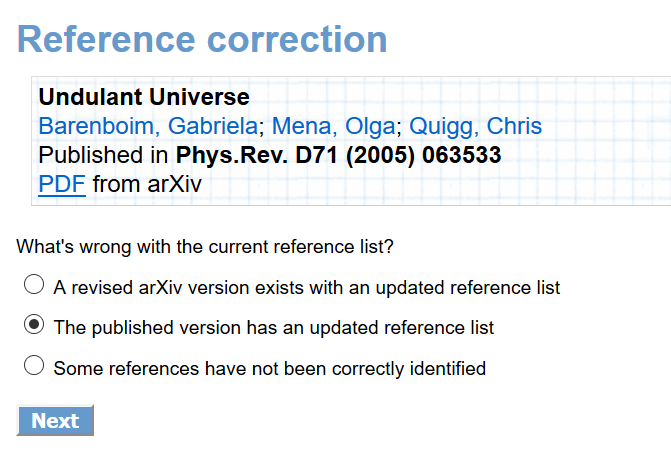 Reference correction
Undulant Universe
Barenboim, Gabriela; Mena, Olga; Quigg, Chris
Published in Phys.Rev. D71 (2005) 063533
PDF from arXiv
What's wrong with the current reference list?
A revised arXiv version exists with an updated reference list
The published version has an updated reference list
Some references have not been correctly identified
Next